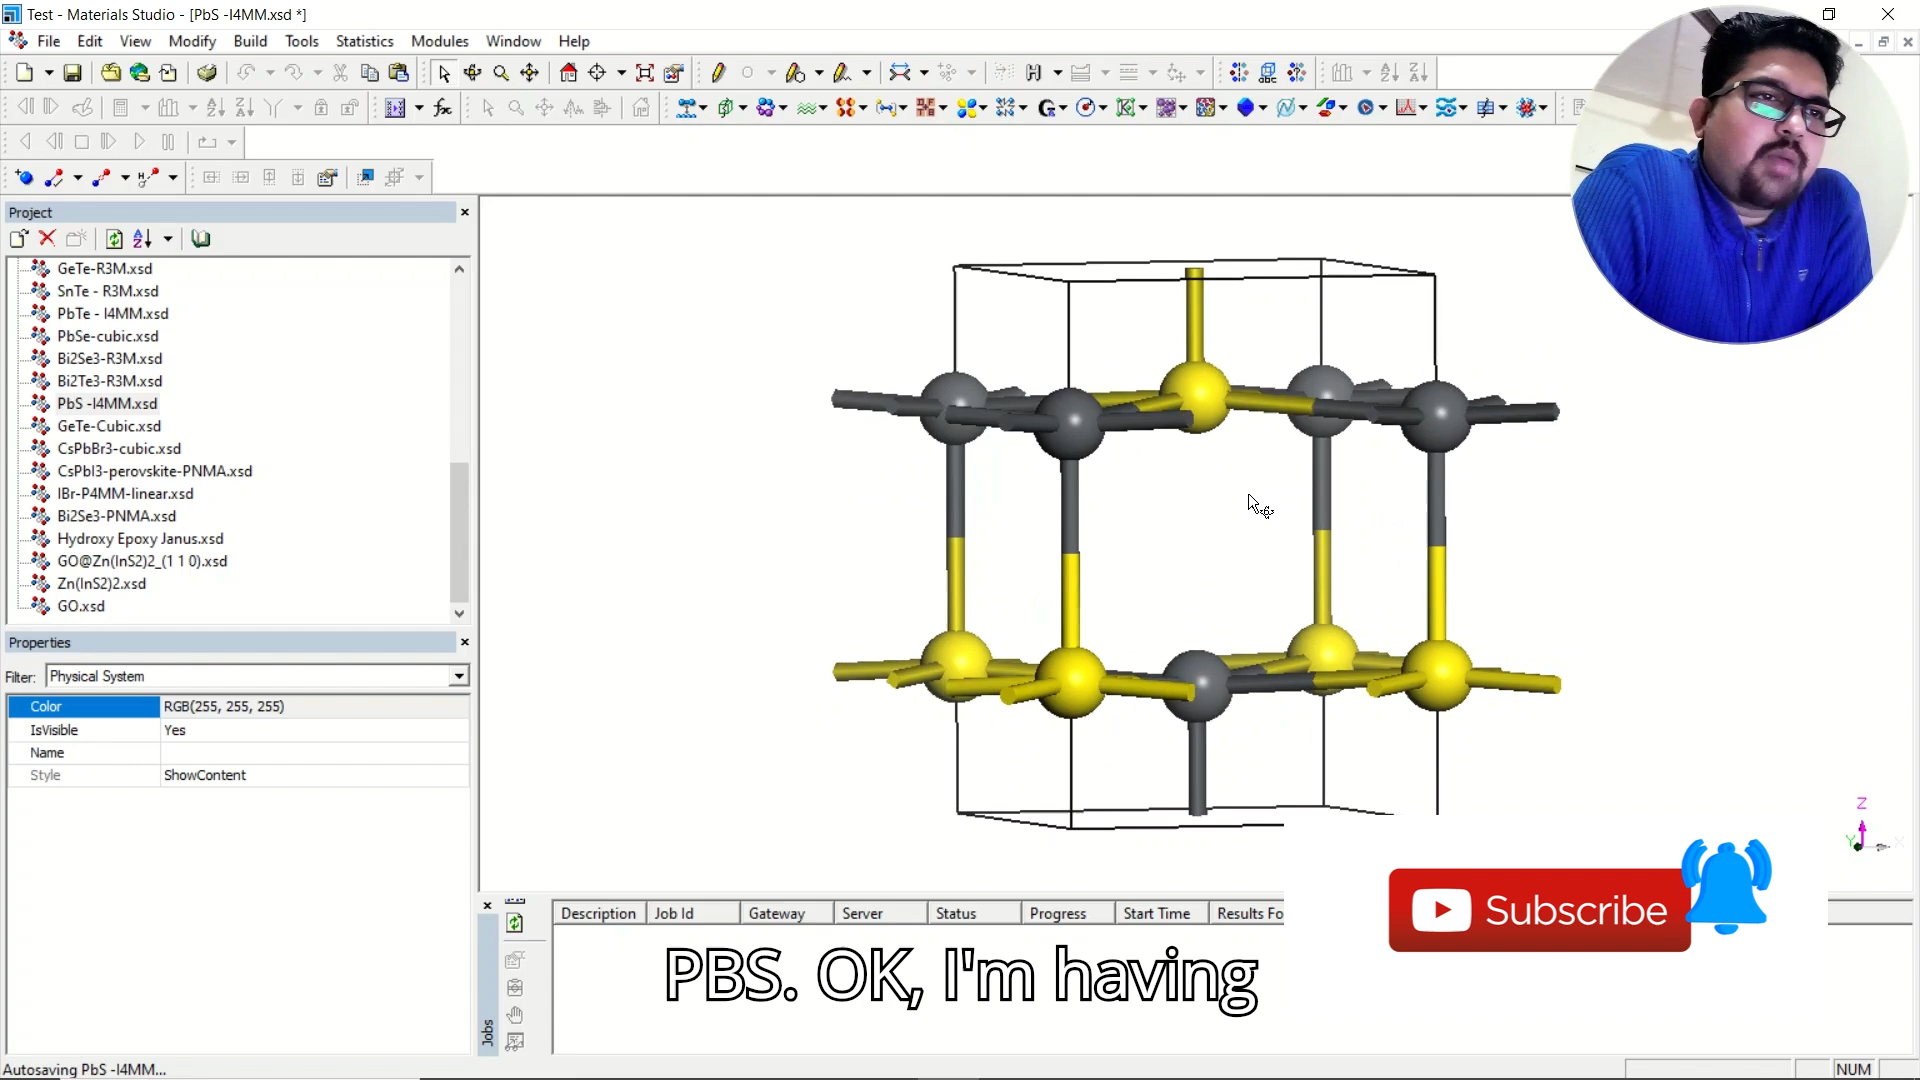 Test - Materials Studio - [PbS -I4MM.xsd *]
File Edit View Modify Build Tools Statistics Modules Window Help
Project
GeTe-R3M.xsd
SnTe - R3M.xsd
PbTe - I4MM.xsd
PbSe-cubic.xsd
Bi2Se3-R3M.xsd
Bi2Te3-R3M.xsd
PbS -I4MM.xsd
GeTe-Cubic.xsd
CsPbBr3-cubic.xsd
CsPbI3-perovskite-PNMA.xsd
IBr-P4MM-linear.xsd
Bi2Se3-PNMA.xsd
Hydroxy Epoxy Janus.xsd
GO@Zn(InS2)2_(1 1 0).xsd
Zn(InS2)2.xsd
GO.xsd
Properties
Filter: Physical System
Color RGB(255, 255, 255)
IsVisible Yes
Name
Style ShowContent
Z
Y
X
Subscribe
Description Job Id Gateway Server Status Progress Start Time Results Fo
Jobs
PBS. OK, I'm having
Autosaving PbS -I4MM...
NUM